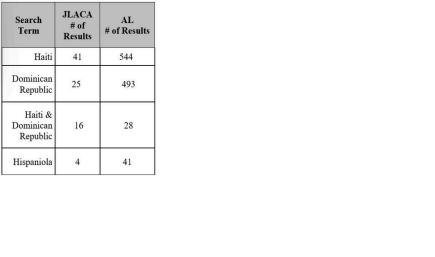 Search Term | JLACA # of Results | AL # of Results
Haiti | 41 | 544
Dominican Republic | 25 | 493
Haiti & Dominican Republic | 16 | 28
Hispaniola | 4 | 41